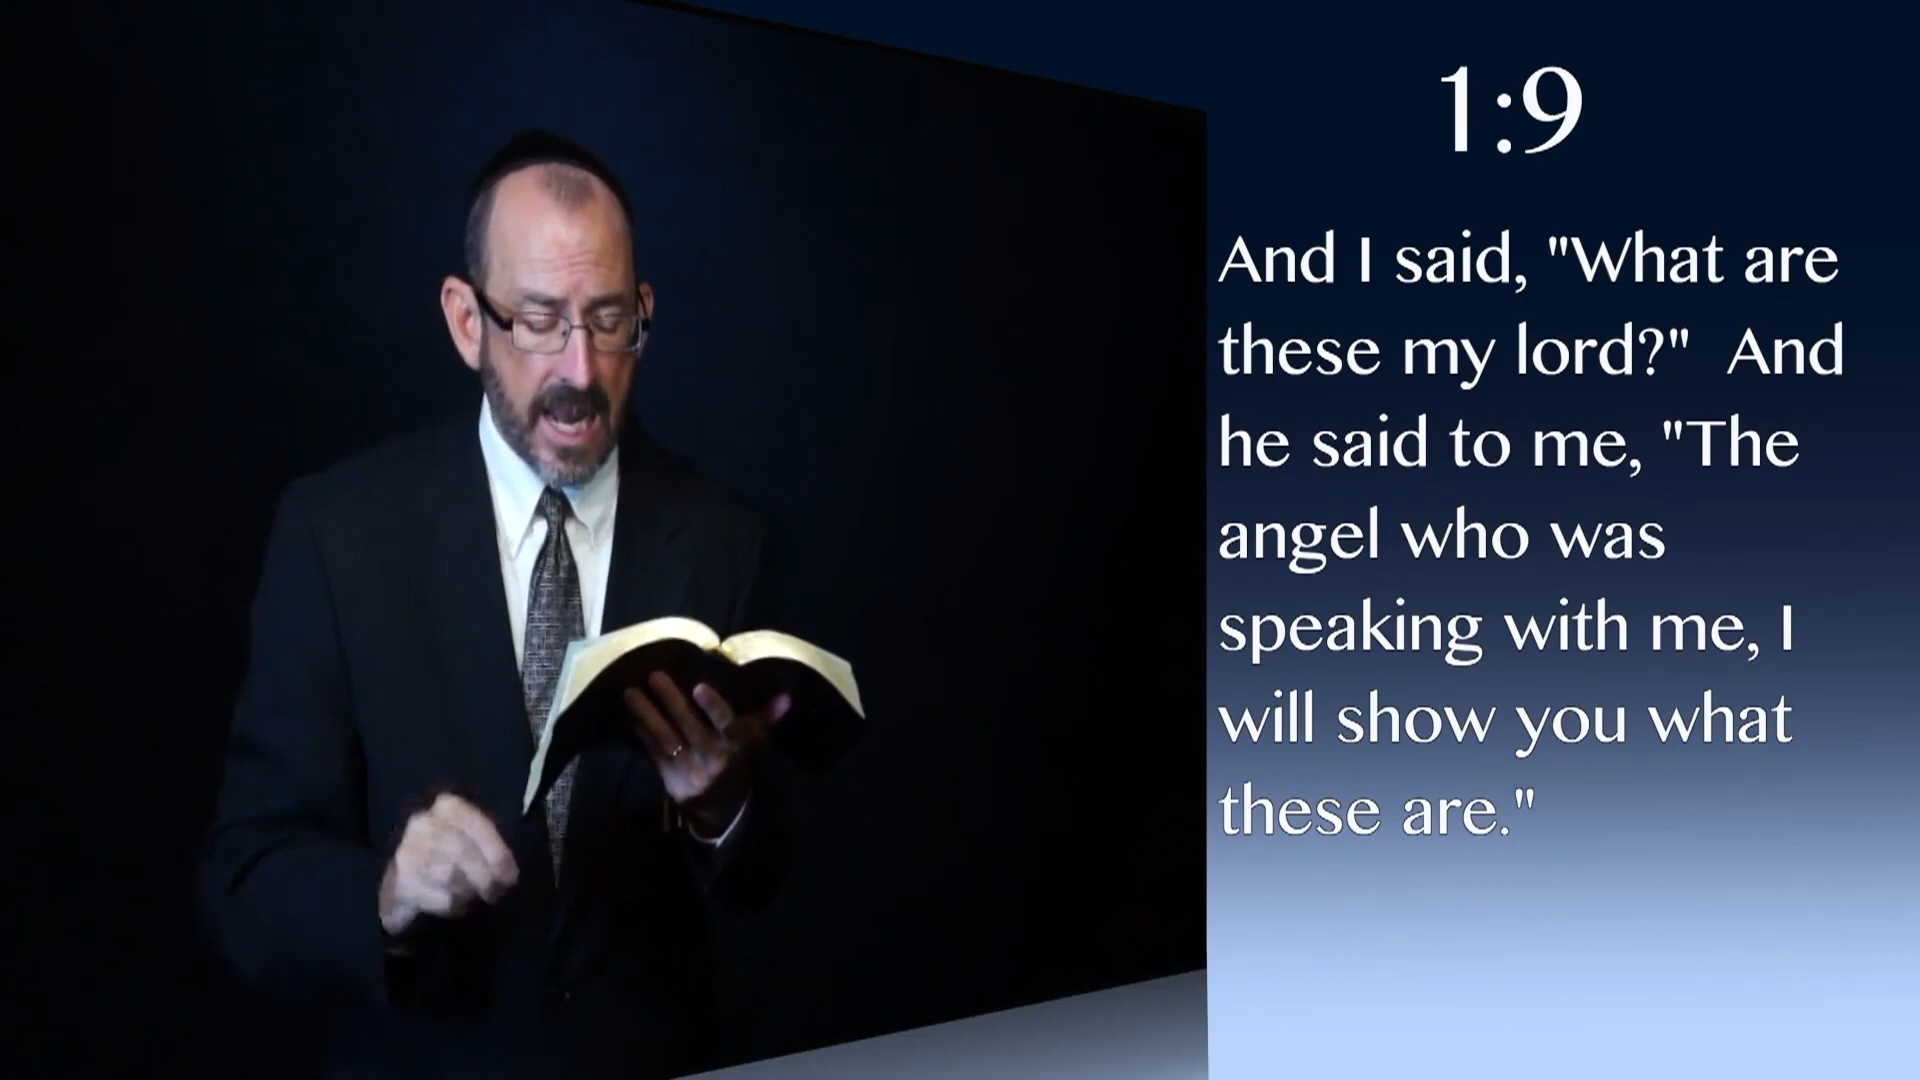 1:9
And I said, "What are
these my lord?"  And
he said to me, "The
angel who was
speaking with me, I
will show you what
these are."